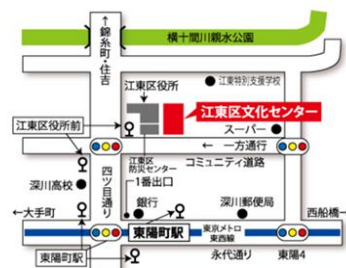 横十間川親水公園
↑錦糸町・住吉
江東区役所
江東特別支援学校
江東区文化センター
江東区役所前
スーパー
← 一方通行
江東区
防災センター
コミュニティ道路
四ツ目通り
1番出口
深川高校
銀行
深川郵便局
←大手町
西船橋→
東陽町駅
東京メトロ
東西線
東陽町駅
永代通り
東陽4